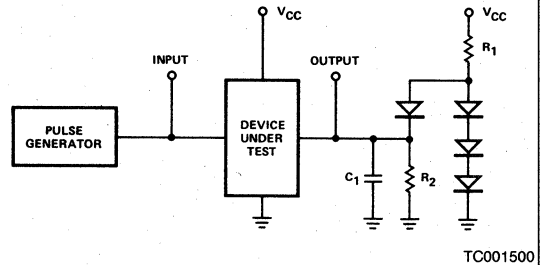 VCC
VCC
R1
INPUT
OUTPUT
PULSE
GENERATOR
DEVICE
UNDER
TEST
C1
R2
TC001500